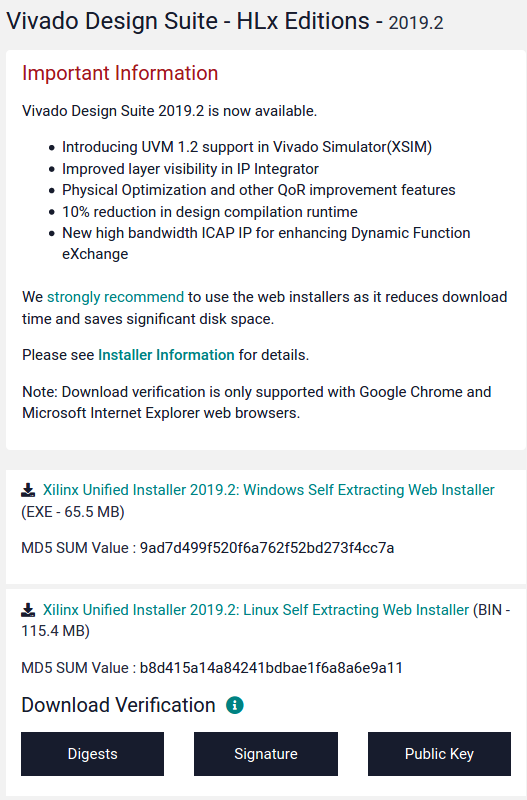 Vivado Design Suite - HLx Editions - 2019.2
Important Information
Vivado Design Suite 2019.2 is now available.
Introducing UVM 1.2 support in Vivado Simulator(XSIM)
Improved layer visibility in IP Integrator
Physical Optimization and other QoR improvement features
10% reduction in design compilation runtime
New high bandwidth ICAP IP for enhancing Dynamic Function
eXchange
We strongly recommend to use the web installers as it reduces download
time and saves significant disk space.
Please see Installer Information for details.
Note: Download verification is only supported with Google Chrome and
Microsoft Internet Explorer web browsers.
Xilinx Unified Installer 2019.2: Windows Self Extracting Web Installer
(EXE - 65.5 MB)
MD5 SUM Value : 9ad7d499f520f6a762f52bd273f4cc7a
Xilinx Unified Installer 2019.2: Linux Self Extracting Web Installer (BIN -
115.4 MB)
MD5 SUM Value : b8d415a14a84241bdbae1f6a8a6e9a11
Download Verification
Digests
Signature
Public Key